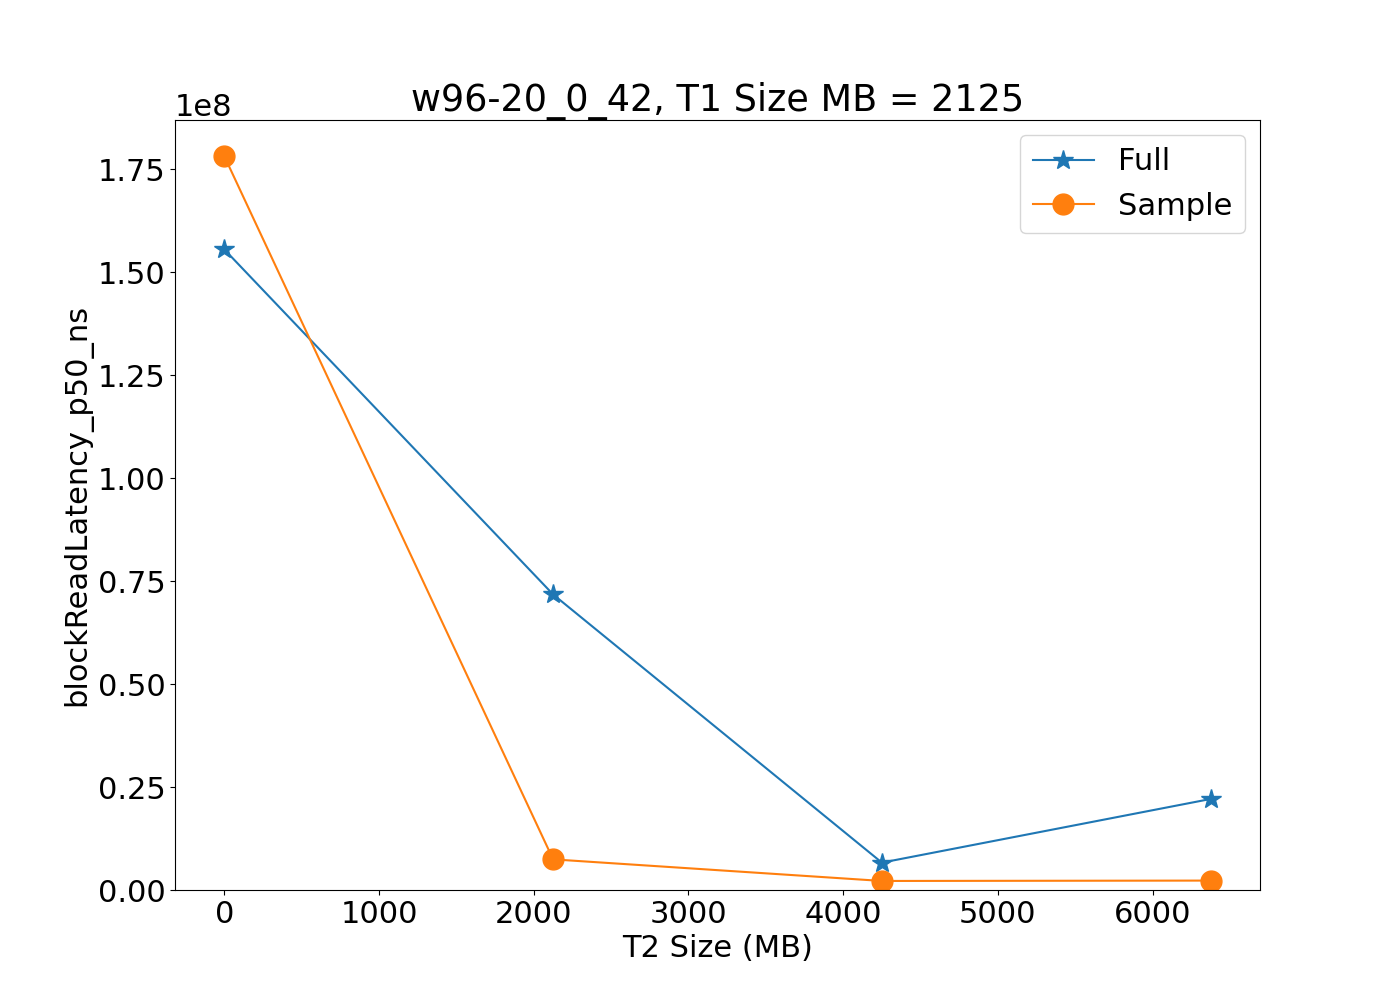 w96-20_0_42, T1 Size MB = 2125
1e8
1.75
1.50
1.25
1.00
0.75
0.50
0.25
0.00
blockReadLatency_p50_ns
Full
Sample
0 1000 2000 3000 4000 5000 6000
T2 Size (MB)